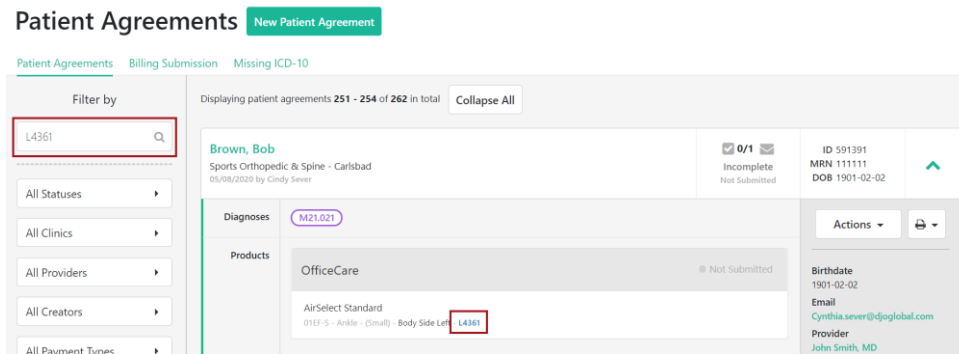 Patient Agreements New Patient Agreement
Patient Agreements Billing Submission Missing ICD-10
Filter by
L4361
All Statuses
All Clinics
All Providers
All Creators
All Payment Types
Displaying patient agreements 251 - 254 of 262 in total Collapse All
Brown, Bob
Sports Orthopedic & Spine - Carlsbad
05/08/2020 by Cindy Sever
0/1
Incomplete
Not Submitted
ID 591391
MRN 111111
DOB 1901-02-02
Diagnoses M21.021
Products
OfficeCare Not Submitted
AirSelect Standard
01EF-S - Ankle - (Small) - Body Side Left L4361
Actions
Birthdate
1901-02-02
Email
Cynthia.sever@djoglobal.com
Provider
John Smith, MD